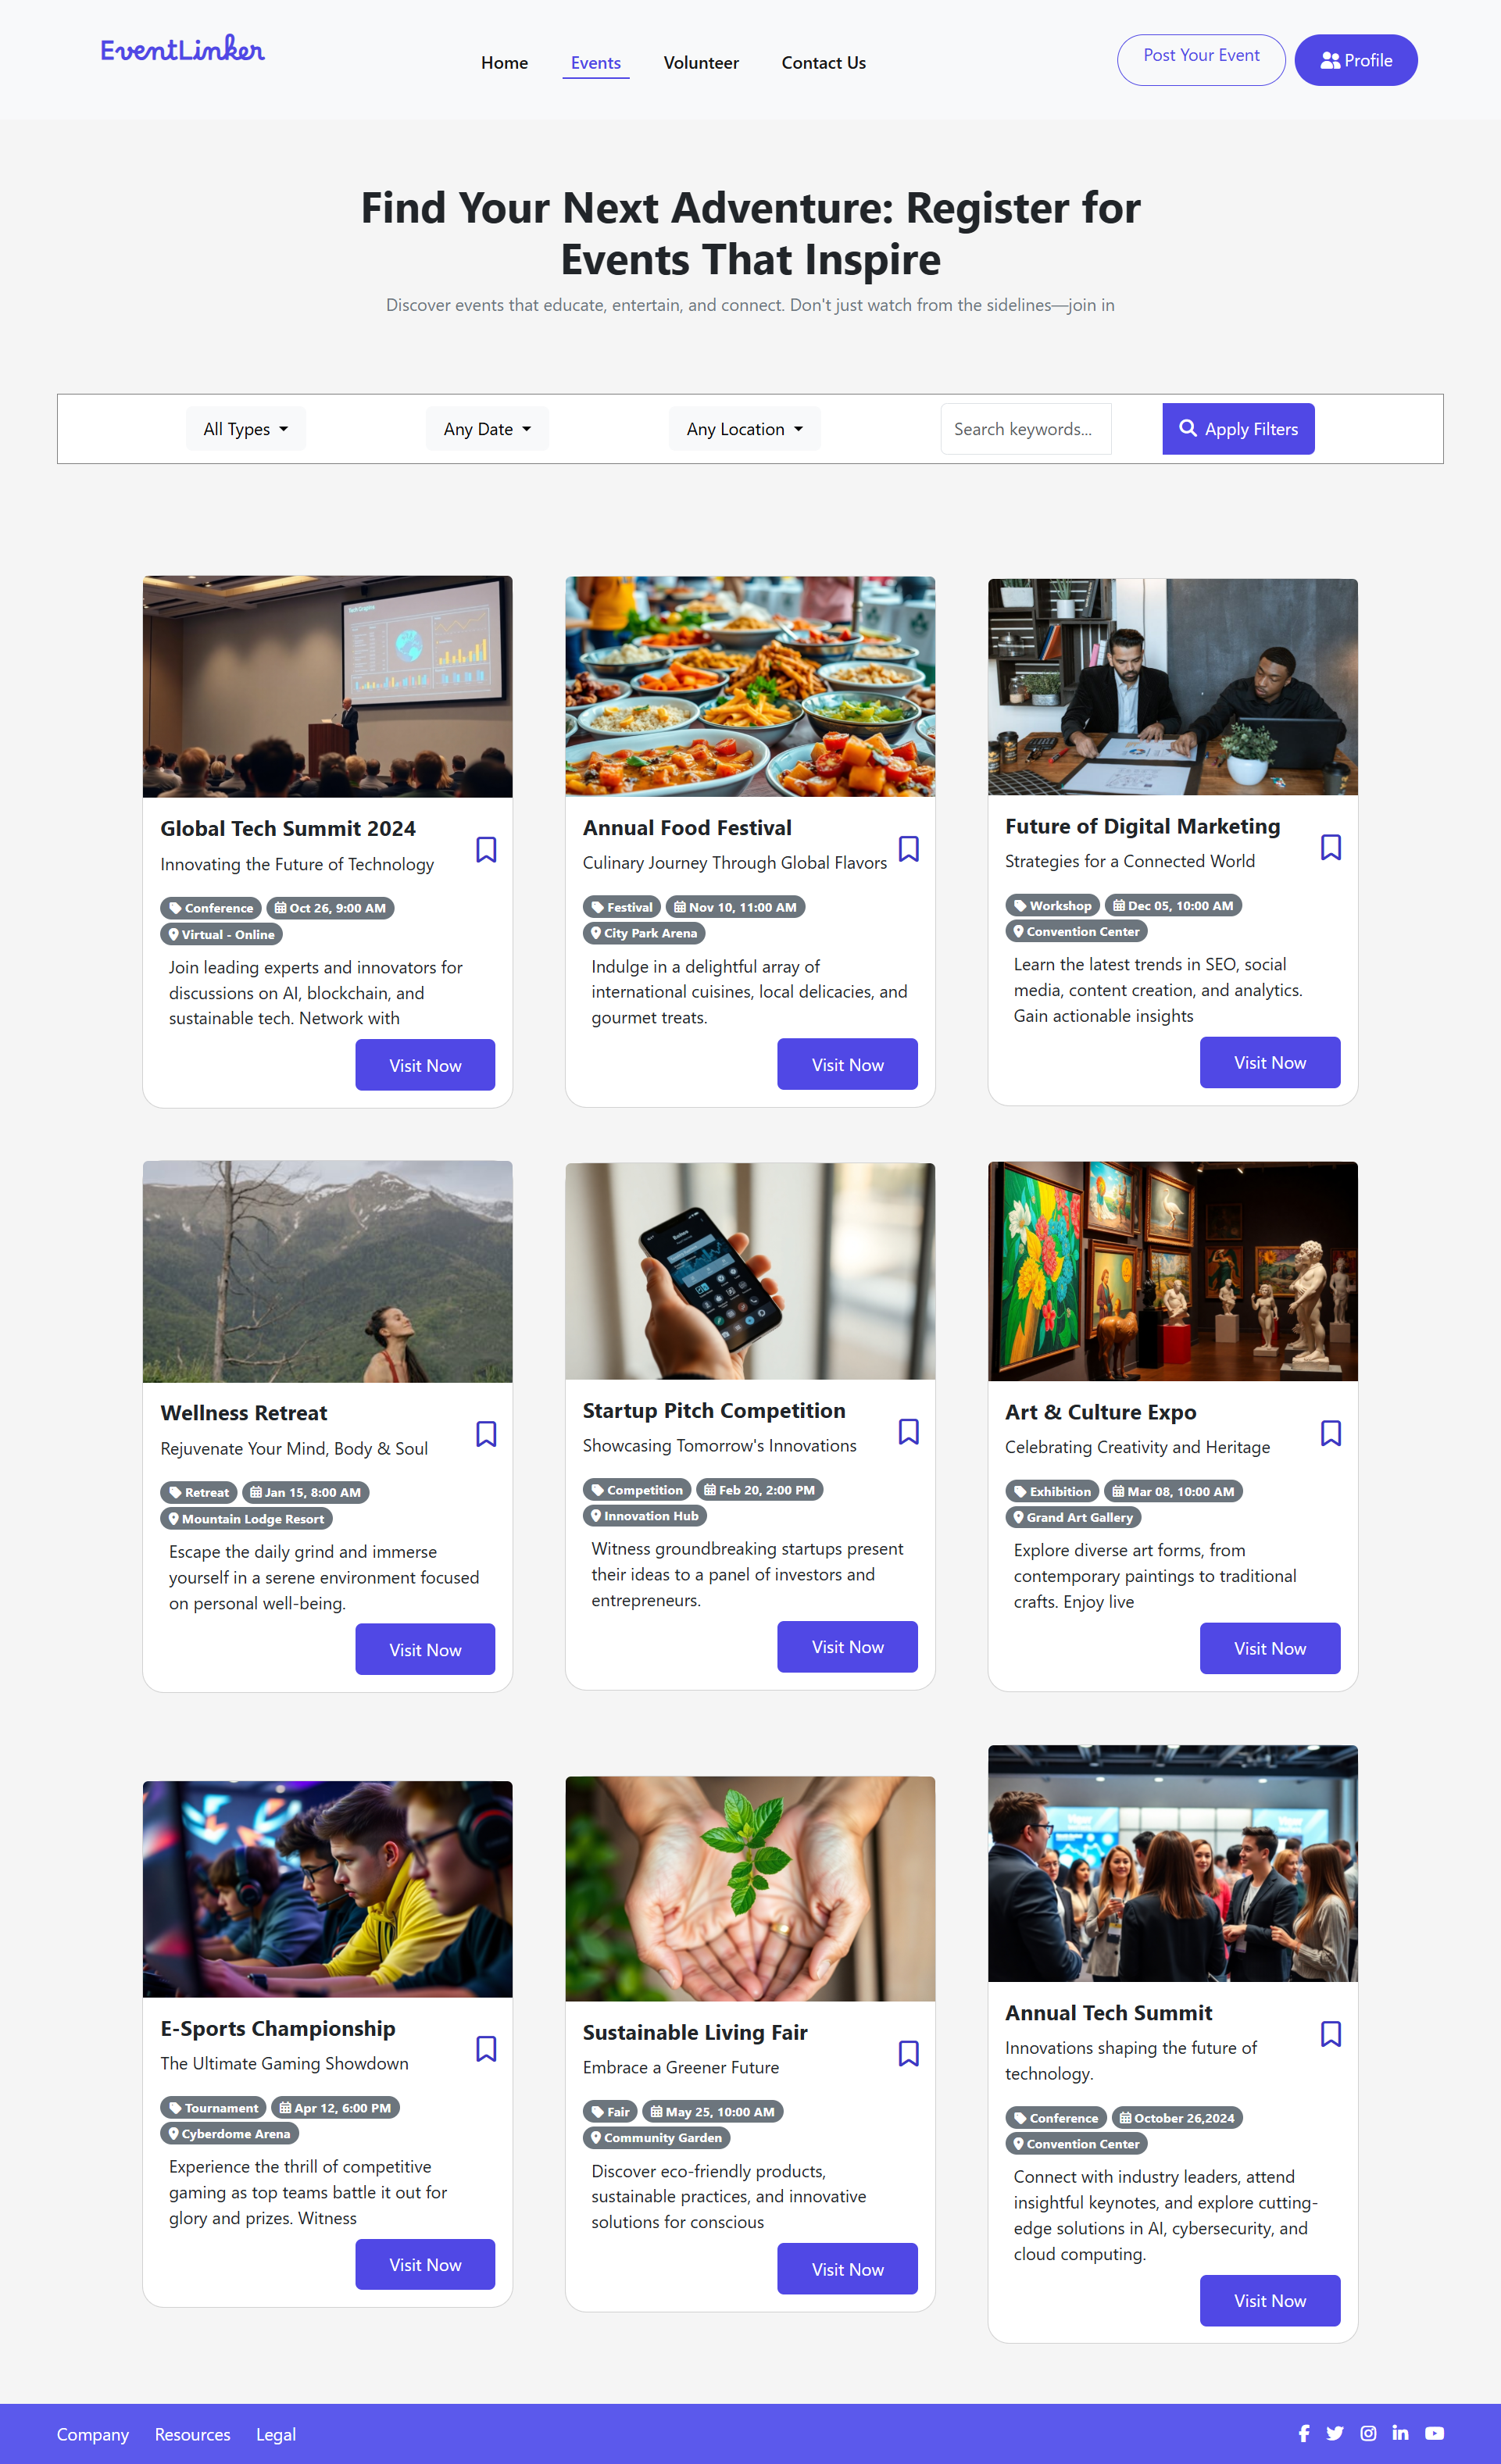 EventLinker
Home Events Volunteer Contact Us
Post Your Event
Profile
Find Your Next Adventure: Register for
Events That Inspire
Discover events that educate, entertain, and connect. Don't just watch from the sidelines—join in
All Types Any Date Any Location Search keywords... Apply Filters
Global Tech Summit 2024
Innovating the Future of Technology
Conference Oct 26, 9:00 AM
Virtual - Online
Join leading experts and innovators for
discussions on AI, blockchain, and
sustainable tech. Network with
Visit Now
Annual Food Festival
Culinary Journey Through Global Flavors
Festival Nov 10, 11:00 AM
City Park Arena
Indulge in a delightful array of
international cuisines, local delicacies, and
gourmet treats.
Visit Now
Future of Digital Marketing
Strategies for a Connected World
Workshop Dec 05, 10:00 AM
Convention Center
Learn the latest trends in SEO, social
media, content creation, and analytics.
Gain actionable insights
Visit Now
Wellness Retreat
Rejuvenate Your Mind, Body & Soul
Retreat Jan 15, 8:00 AM
Mountain Lodge Resort
Escape the daily grind and immerse
yourself in a serene environment focused
on personal well-being.
Visit Now
Startup Pitch Competition
Showcasing Tomorrow's Innovations
Competition Feb 20, 2:00 PM
Innovation Hub
Witness groundbreaking startups present
their ideas to a panel of investors and
entrepreneurs.
Visit Now
Art & Culture Expo
Celebrating Creativity and Heritage
Exhibition Mar 08, 10:00 AM
Grand Art Gallery
Explore diverse art forms, from
contemporary paintings to traditional
crafts. Enjoy live
Visit Now
E-Sports Championship
The Ultimate Gaming Showdown
Tournament Apr 12, 6:00 PM
Cyberdome Arena
Experience the thrill of competitive
gaming as top teams battle it out for
glory and prizes. Witness
Visit Now
Sustainable Living Fair
Embrace a Greener Future
Fair May 25, 10:00 AM
Community Garden
Discover eco-friendly products,
sustainable practices, and innovative
solutions for conscious
Visit Now
Annual Tech Summit
Innovations shaping the future of
technology.
Conference October 26,2024
Convention Center
Connect with industry leaders, attend
insightful keynotes, and explore cutting-
edge solutions in AI, cybersecurity, and
cloud computing.
Visit Now
Company Resources Legal